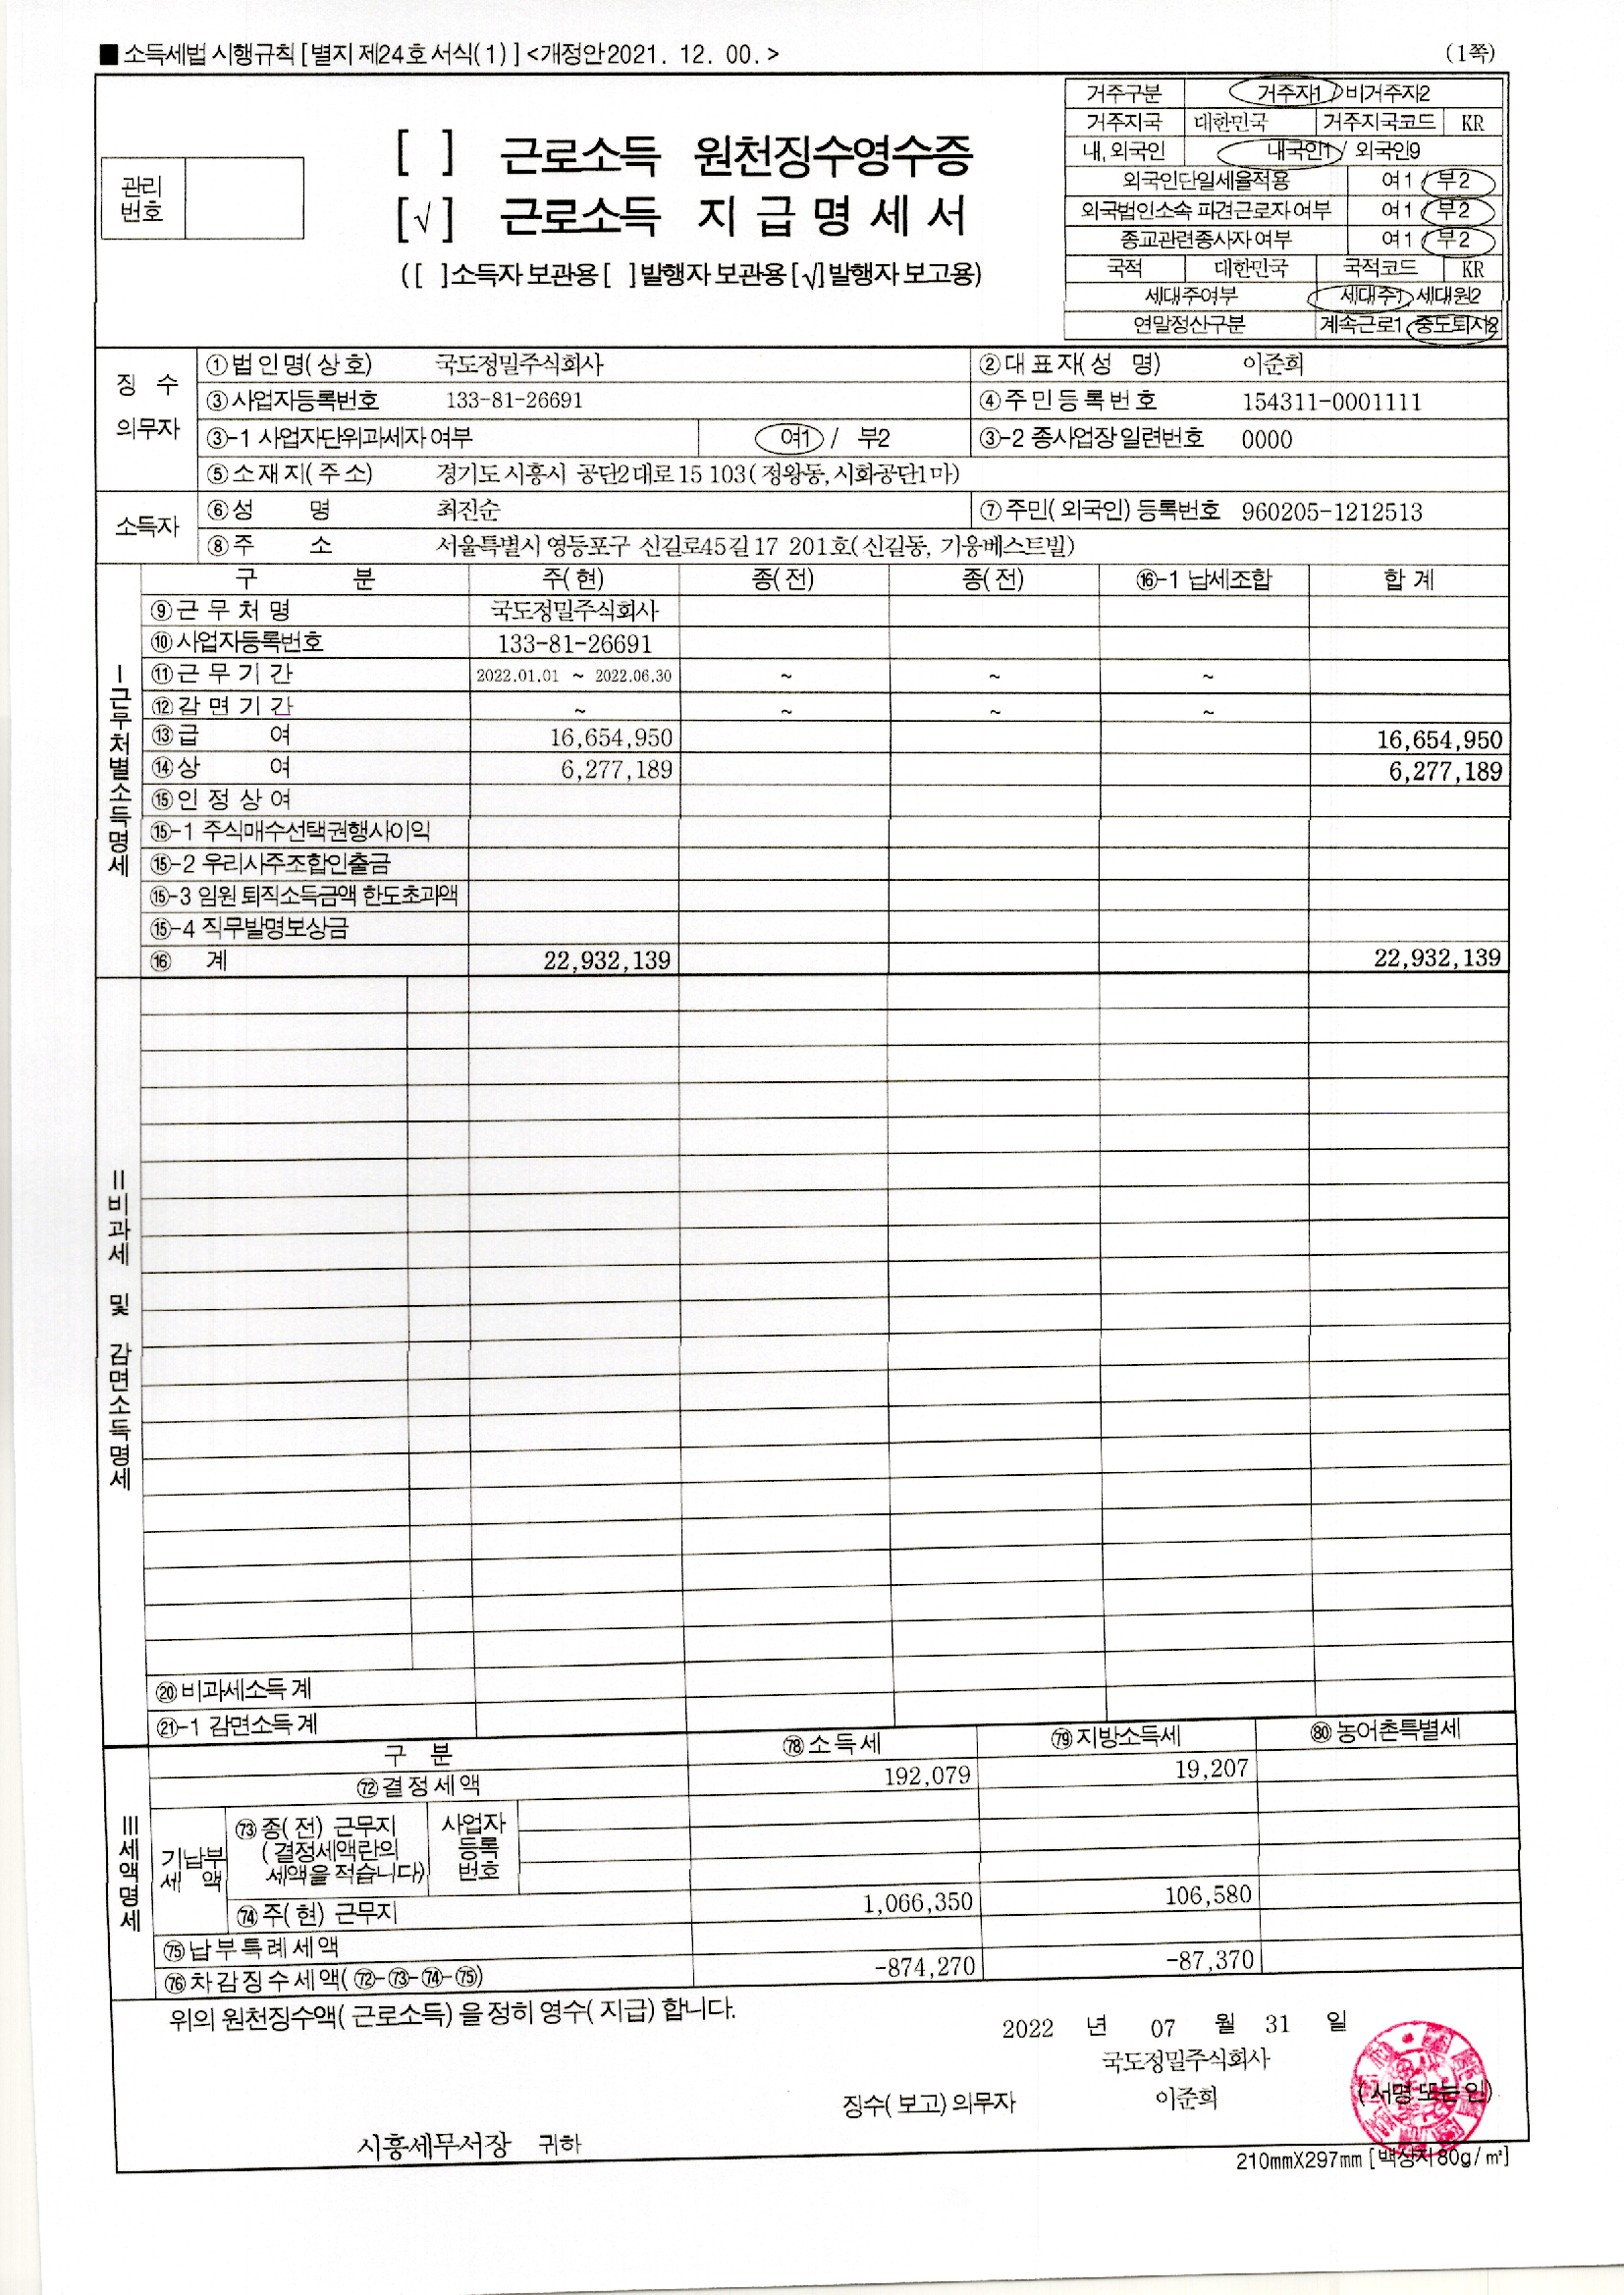 ■ 소득세법 시행규칙 [ 별지 제24호 서식( 1 ) ] <개정안 2021. 12. 00. >
( 1쪽)
관리
번호
[ ] 근로소득 원천징수영수증
[√] 근로소득 지 급 명 세 서
( [ ]소득자 보관용 [ ]발행자 보관용 [√]발행자 보고용)
거주구분 거주자1 / 비거주자2
거주지국 대한민국 거주지국코드 KR
내, 외국인 내국인1 / 외국인9
외국인단일세율적용 여 1 / 부 2
외국법인소속 파견근로자 여부 여 1 / 부 2
종교관련종사자 여부 여 1 / 부 2
국적 대한민국 국적코드 KR
세대주여부 세대주1, 세대원2
연말정산구분 계속근로1, 중도퇴사2
징 수
의무자
① 법 인 명( 상 호) 국도정밀주식회사 ② 대 표 자( 성 명) 이준희
③ 사업자등록번호 133-81-26691 ④ 주 민 등 록 번 호 154311-0001111
③-1 사업자단위과세자 여부 여1 / 부2 ③-2 종사업장 일련번호 0000
⑤ 소 재 지( 주 소) 경기도 시흥시 공단2대로 15 103 ( 정왕동, 시화공단1마)
소득자
⑥ 성 명 최진순 ⑦ 주민( 외국인) 등록번호 960205-1212513
⑧ 주 소 서울특별시 영등포구 신길로45길 17 201호( 신길동, 기웅베스트빌)
Ⅰ 근무처별소득명세
구 분 주( 현) 종( 전) 종( 전) ⑯-1 납세조합 합 계
⑨ 근 무 처 명 국도정밀주식회사
⑩ 사업자등록번호 133-81-26691
⑪ 근 무 기 간 2022.01.01 ~ 2022.06.30 ~ ~ ~
⑫ 감 면 기 간 ~ ~ ~ ~
⑬ 급 여 16,654,950 16,654,950
⑭ 상 여 6,277,189 6,277,189
⑮ 인 정 상 여
⑮-1 주식매수선택권행사이익
⑮-2 우리사주조합인출금
⑮-3 임원 퇴직소득금액 한도초과액
⑮-4 직무발명보상금
⑯ 계 22,932,139 22,932,139
Ⅱ 비과세 및 감면소득명세
⑳ 비과세소득 계
㉑-1 감면소득 계
Ⅲ 세액명세
구 분 78 소 득 세 79 지방소득세 80 농어촌특별세
72 결 정 세 액 192,079 19,207
기납부
세 액
73 종( 전) 근무지
( 결정세액란의
세액을 적습니다)
사업자
등록
번호
74 주( 현) 근무지 1,066,350 106,580
75 납 부 특 례 세 액
76 차 감 징 수 세 액( 72-73-74-75) -874,270 -87,370
위의 원천징수액( 근로소득) 을 정히 영수( 지급) 합니다.
2022 년 07 월 31 일
국도정밀주식회사
징수( 보고) 의무자 이준희 ( 서명 또는 인)
시흥세무서장 귀하
210mmX297mm [ 백상지 80g / ㎡]